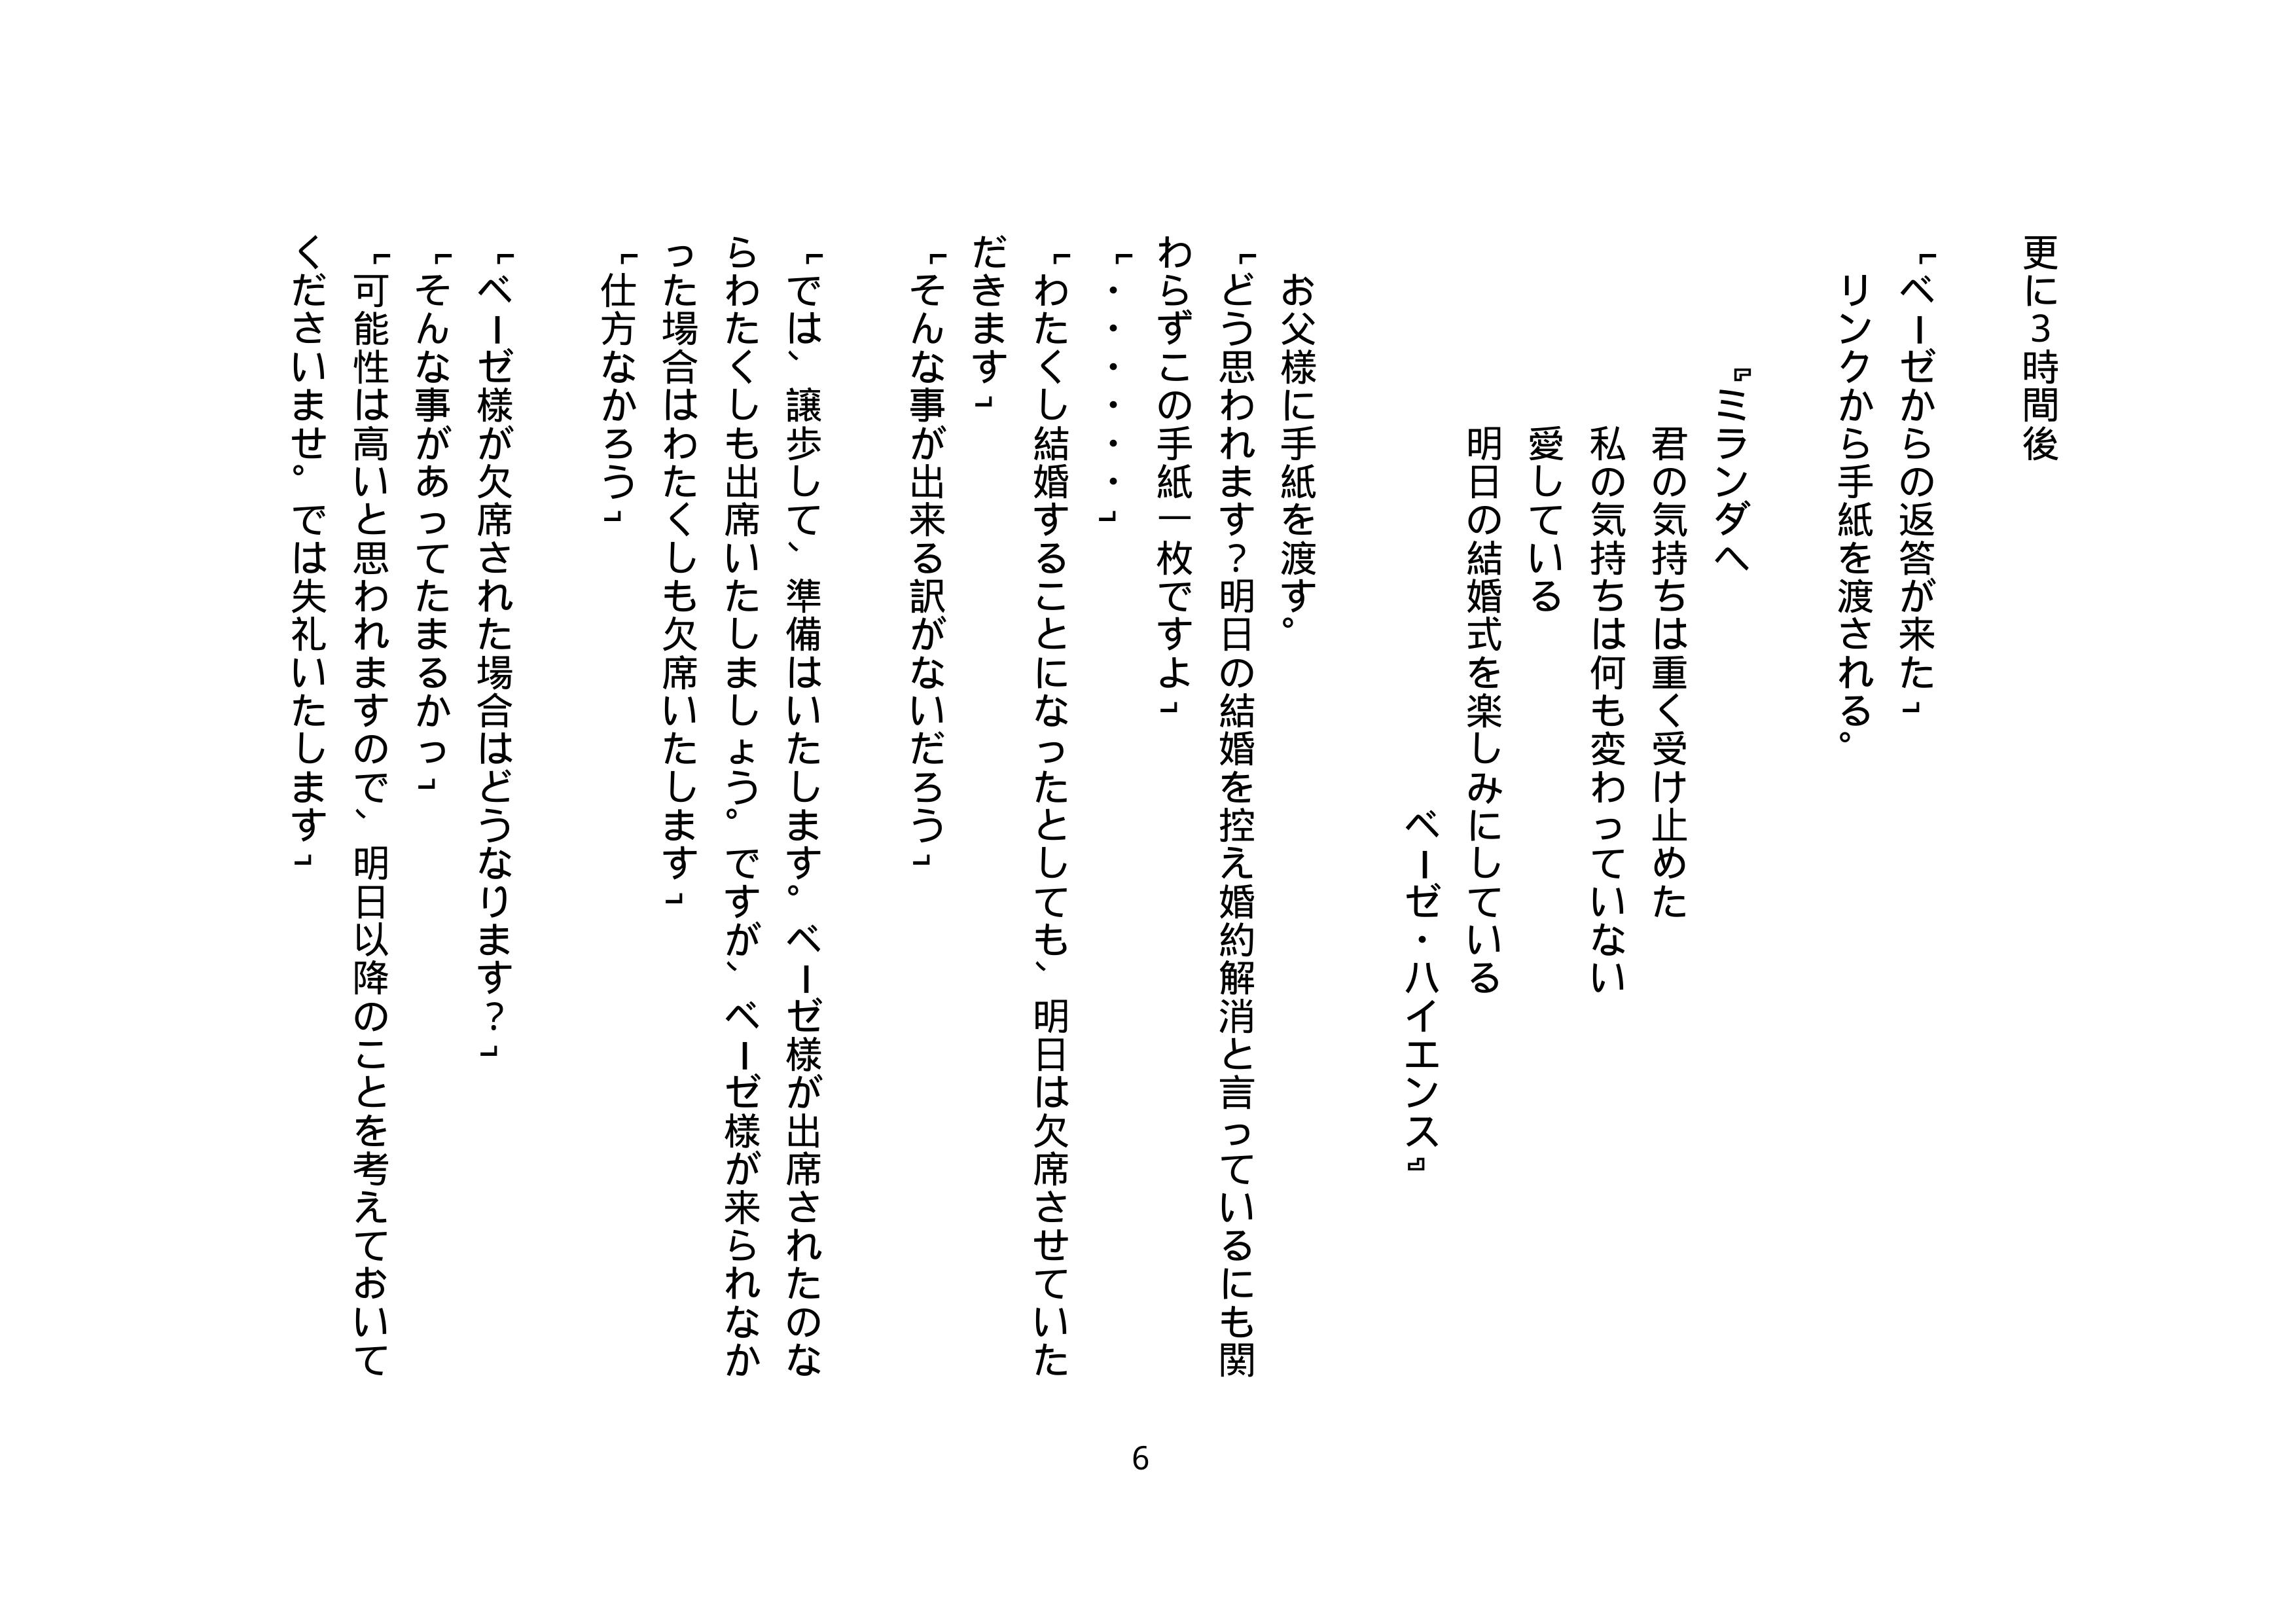 更に３時間後
「ベーゼからの返答が来た」
　リンクから手紙を渡される。
『ミランダへ
君の気持ちは重く受け止めた
私の気持ちは何も変わっていない
愛している
明日の結婚式を楽しみにしている
ベーゼ・ハイエンス』
　お父様に手紙を渡す。
「どう思われます？明日の結婚を控え婚約解消と言っているにも関
わらずこの手紙一枚ですよ」
「・・・・・・」
「わたくし結婚することになったとしても、明日は欠席させていた
だきます」
「そんな事が出来る訳がないだろう」
「では、譲歩して、準備はいたします。ベーゼ様が出席されたのな
らわたくしも出席いたしましょう。ですが、ベーゼ様が来られなか
った場合はわたくしも欠席いたします」
「仕方なかろう」
「ベーゼ様が欠席された場合はどうなります？」
「そんな事があってたまるかっ」
「可能性は高いと思われますので、明日以降のことを考えておいて
くださいませ。では失礼いたします」
6